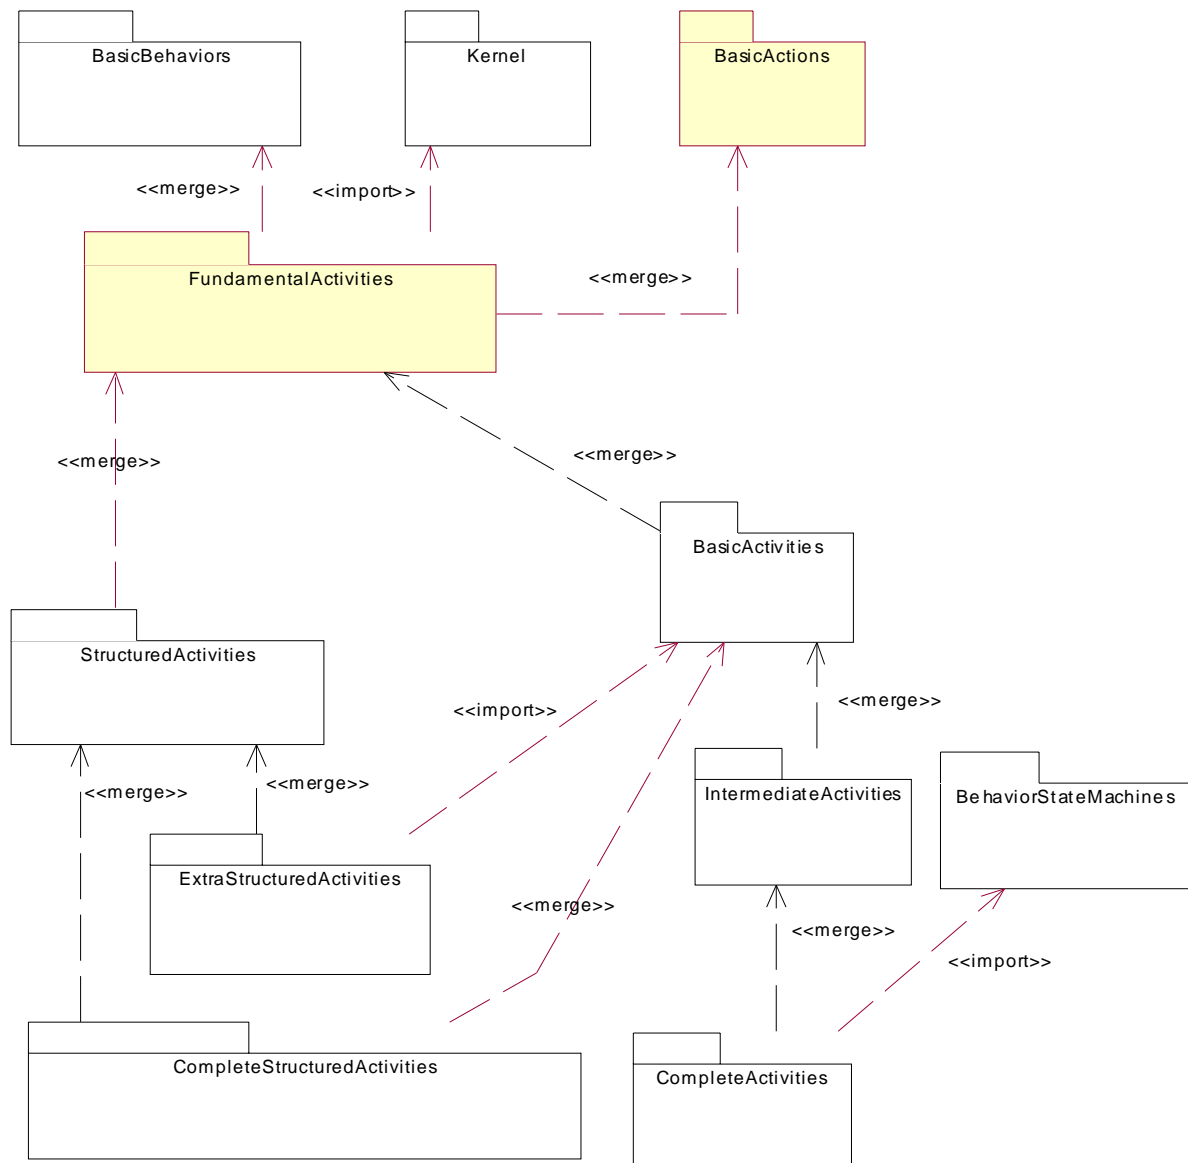 BasicBehaviors
Kernel
BasicActions
<<merge>>
<<import>>
FundamentalActivities
<<merge>>
<<merge>>
<<merge>>
BasicActivities
StructuredActivities
<<import>>
<<merge>>
<<merge>>
<<merge>>
IntermediateActivities
BehaviorStateMachines
ExtraStructuredActivities
<<merge>>
<<merge>>
<<import>>
CompleteStructuredActivities
CompleteActivities